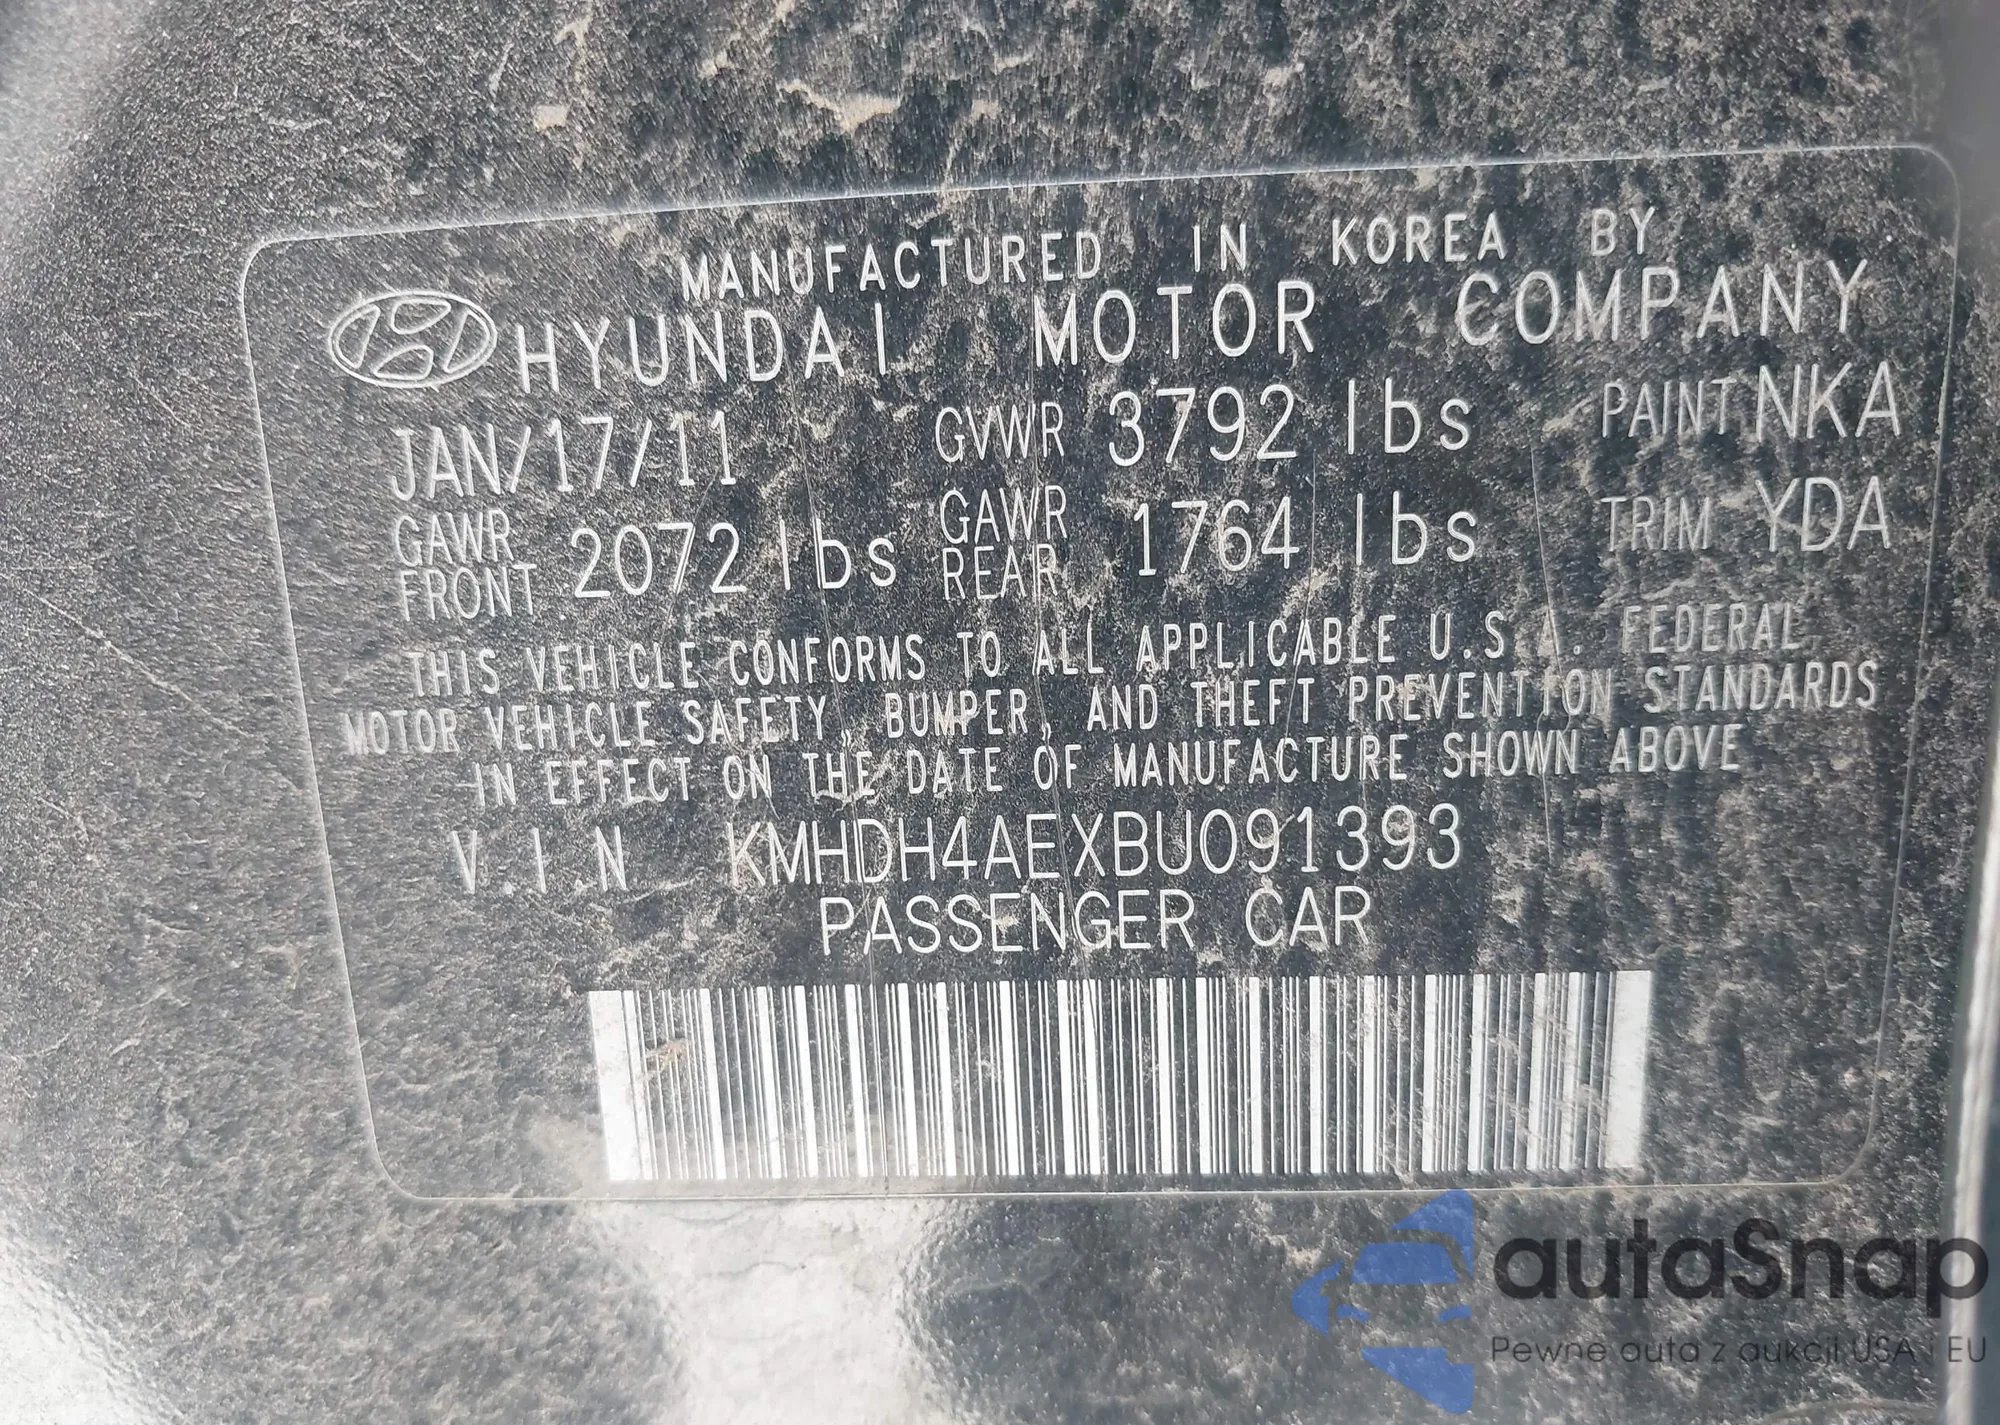 MANUFACTURED IN KOREA BY
HYUNDAI MOTOR COMPANY
JAN/17/11 GVWR 3792 lbs PAINT NKA
GAWR FRONT 2072 lbs GAWR REAR 1764 lbs TRIM YDA
THIS VEHICLE CONFORMS TO ALL APPLICABLE U.S.A. FEDERAL
MOTOR VEHICLE SAFETY, BUMPER, AND THEFT PREVENTION STANDARDS
IN EFFECT ON THE DATE OF MANUFACTURE SHOWN ABOVE
V.I.N KMHDH4AEXBU091393
PASSENGER CAR
autaSnap
Pewne auta z aukcji USA i EU